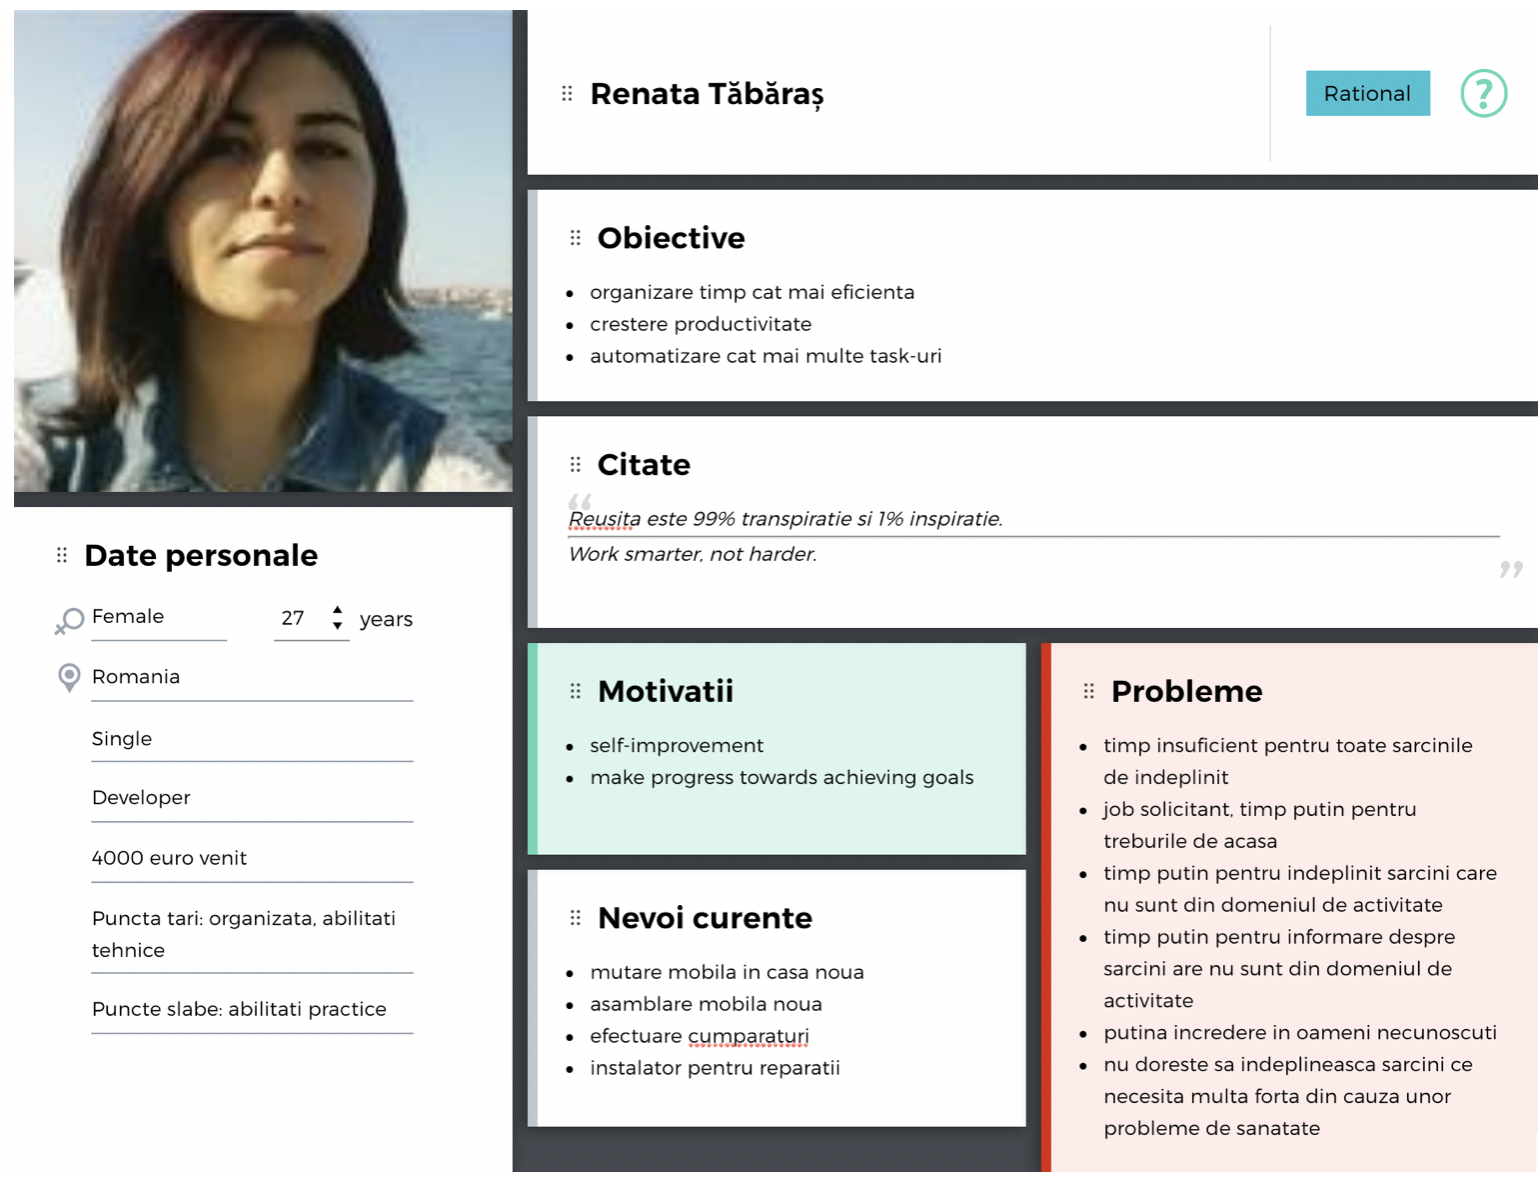 Renata Tăbăraș
Rational
?
Obiective
organizare timp cat mai eficienta
crestere productivitate
automatizare cat mai multe task-uri
Citate
“
Reusita este 99% transpiratie si 1% inspiratie.
Work smarter, not harder.
”
Date personale
Female 27 years
Romania
Single
Developer
4000 euro venit
Puncta tari: organizata, abilitati
tehnice
Puncte slabe: abilitati practice
Motivatii
self-improvement
make progress towards achieving goals
Nevoi curente
mutare mobila in casa noua
asamblare mobila noua
efectuare cumparaturi
instalator pentru reparatii
Probleme
timp insuficient pentru toate sarcinile
de indeplinit
job solicitant, timp putin pentru
treburile de acasa
timp putin pentru indeplinit sarcini care
nu sunt din domeniul de activitate
timp putin pentru informare despre
sarcini are nu sunt din domeniul de
activitate
putina incredere in oameni necunoscuti
nu doreste sa indeplineasca sarcini ce
necesita multa forta din cauza unor
probleme de sanatate